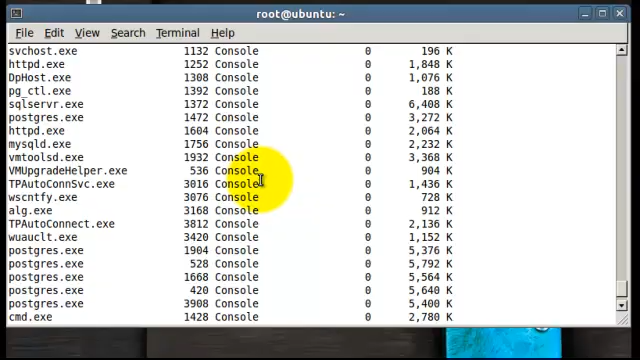 root@ubuntu: ~
File Edit View Search Terminal Help
svchost.exe 1132 Console 0 196 K
httpd.exe 1252 Console 0 1,848 K
DpHost.exe 1308 Console 0 1,076 K
pg_ctl.exe 1392 Console 0 188 K
sqlservr.exe 1372 Console 0 6,408 K
postgres.exe 1472 Console 0 3,272 K
httpd.exe 1604 Console 0 2,064 K
mysqld.exe 1756 Console 0 2,232 K
vmtoolsd.exe 1932 Console 0 3,368 K
VMUpgradeHelper.exe 536 Console 0 904 K
TPAutoConnSvc.exe 3016 Console 0 1,436 K
wscntfy.exe 3076 Console 0 728 K
alg.exe 3168 Console 0 912 K
TPAutoConnect.exe 3812 Console 0 2,136 K
wuauclt.exe 3420 Console 0 1,152 K
postgres.exe 1904 Console 0 5,376 K
postgres.exe 528 Console 0 5,792 K
postgres.exe 1668 Console 0 5,564 K
postgres.exe 420 Console 0 5,640 K
postgres.exe 3908 Console 0 5,400 K
cmd.exe 1428 Console 0 2,780 K